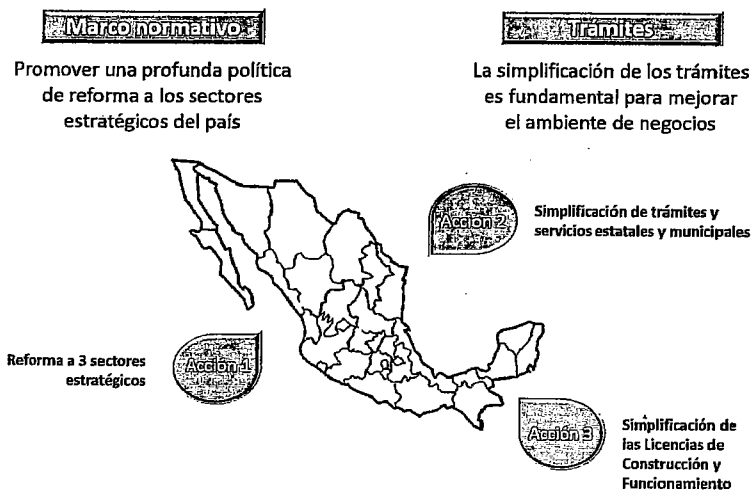 Marco normativo
Promover una profunda política
de reforma a los sectores
estratégicos del país
Trámites
La simplificación de los trámites
es fundamental para mejorar
el ambiente de negocios
Acción 2
Simplificación de trámites y
servicios estatales y municipales
Reforma a 3 sectores
estratégicos
Acción 1
Acción 3
Simplificación de
las Licencias de
Construcción y
Funcionamiento